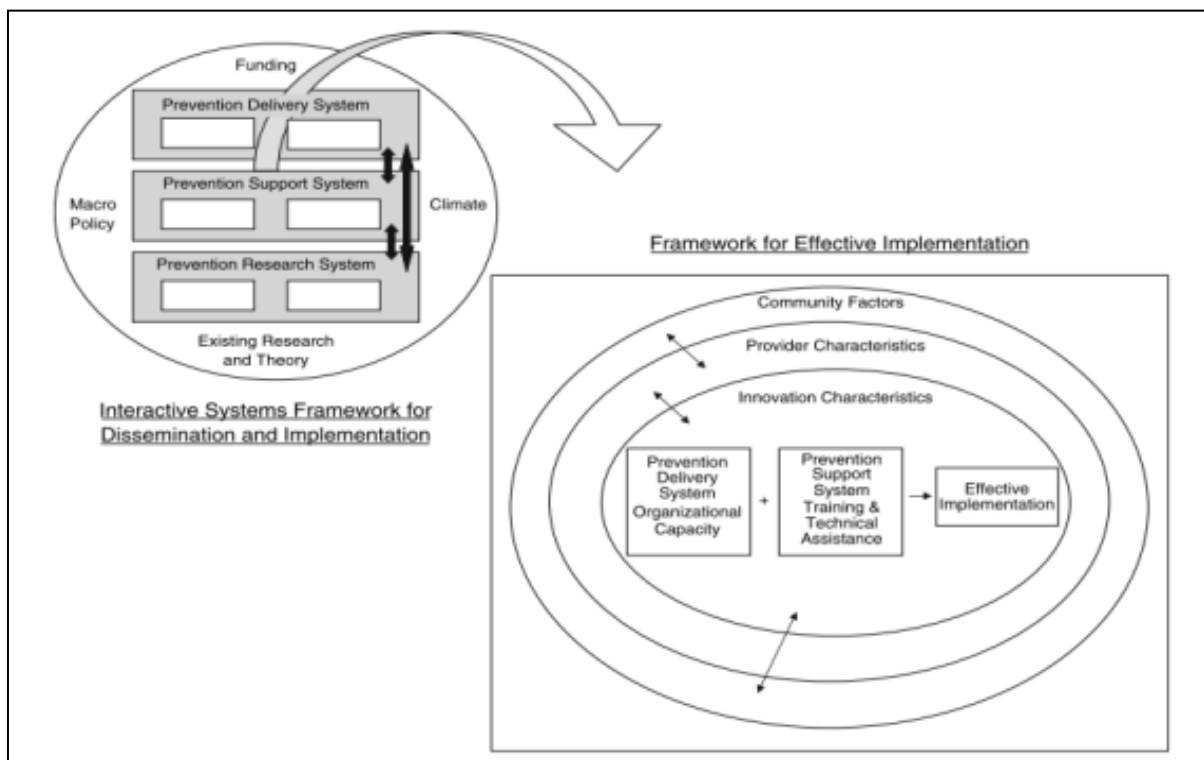 Funding
Prevention Delivery System
Prevention Support System
Macro
Policy
Climate
Prevention Research System
Existing Research
and Theory
Interactive Systems Framework for
Dissemination and Implementation
Framework for Effective Implementation
Community Factors
Provider Characteristics
Innovation Characteristics
Prevention
Delivery
System
Organizational
Capacity
+
Prevention
Support
System
Training &
Technical
Assistance
Effective
Implementation